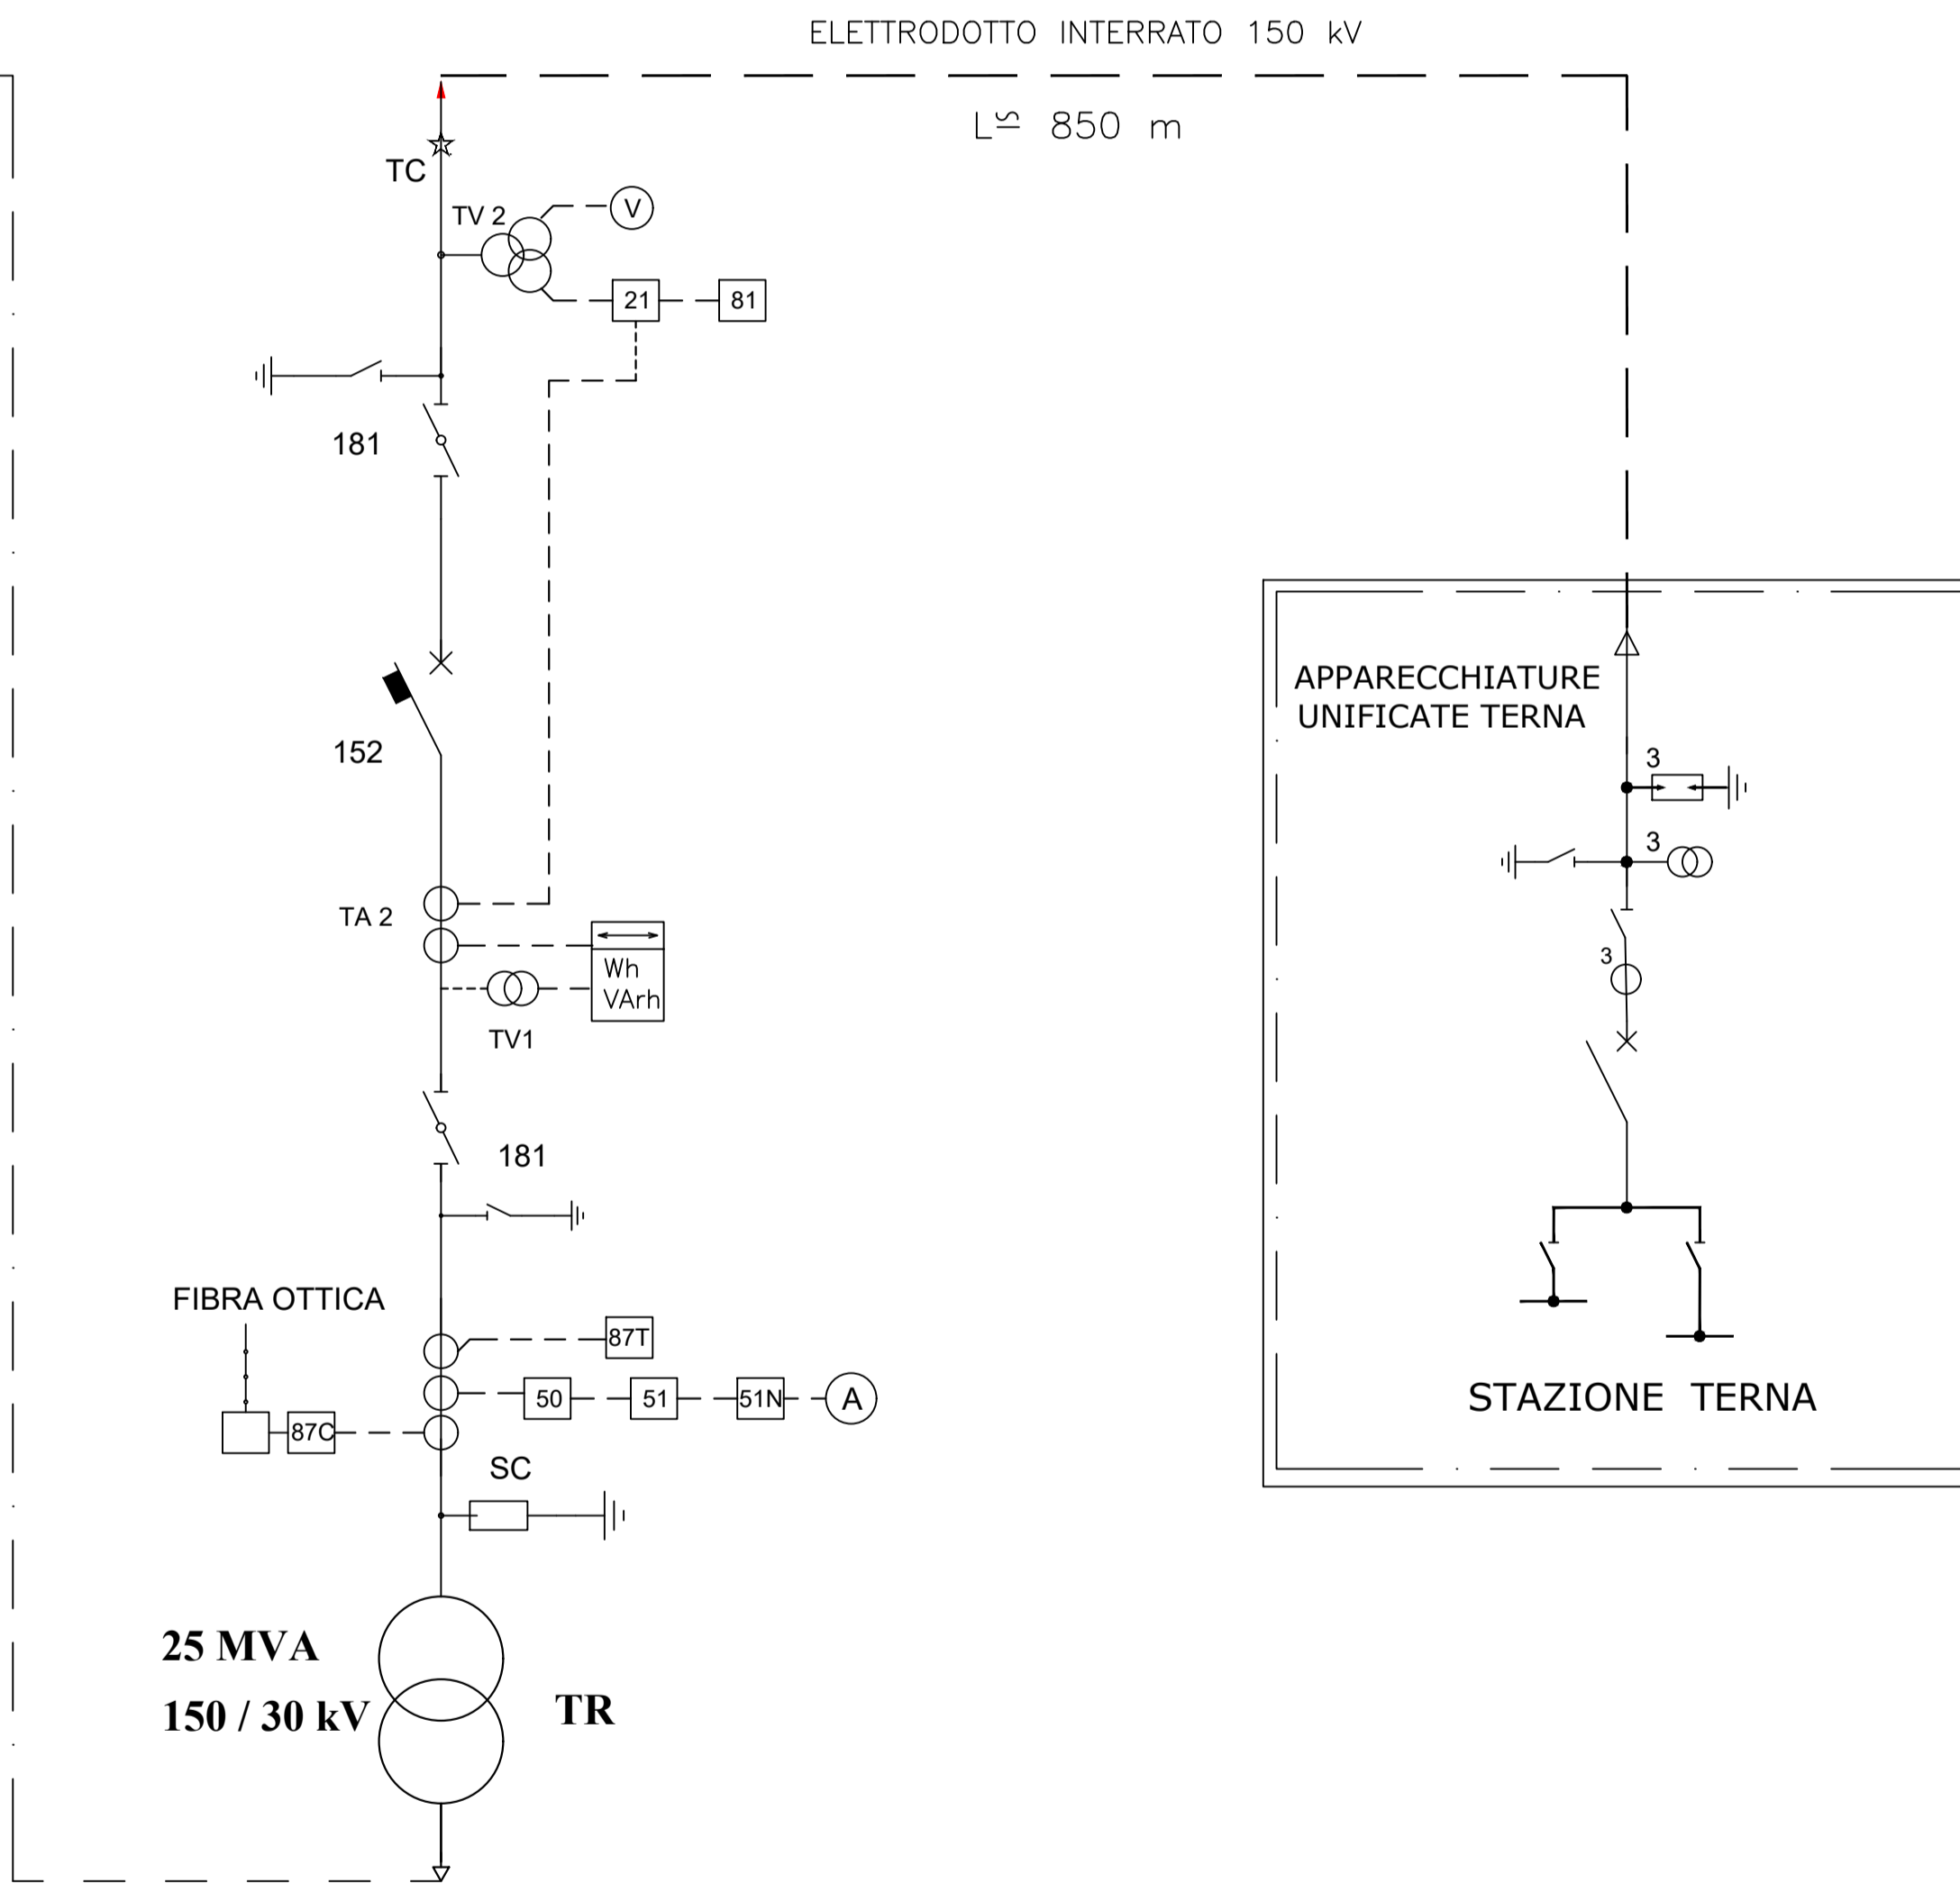 ELETTRODOTTO INTERRATO 150 kV
L≌ 850 m
TC
TV 2
V
21
81
181
152
TA 2
Wh
VArh
TV1
181
FIBRA OTTICA
87T
50
51
51N
A
87C
SC
25 MVA
150 / 30 kV
TR
APPARECCHIATURE
UNIFICATE TERNA
3
3
3
STAZIONE TERNA